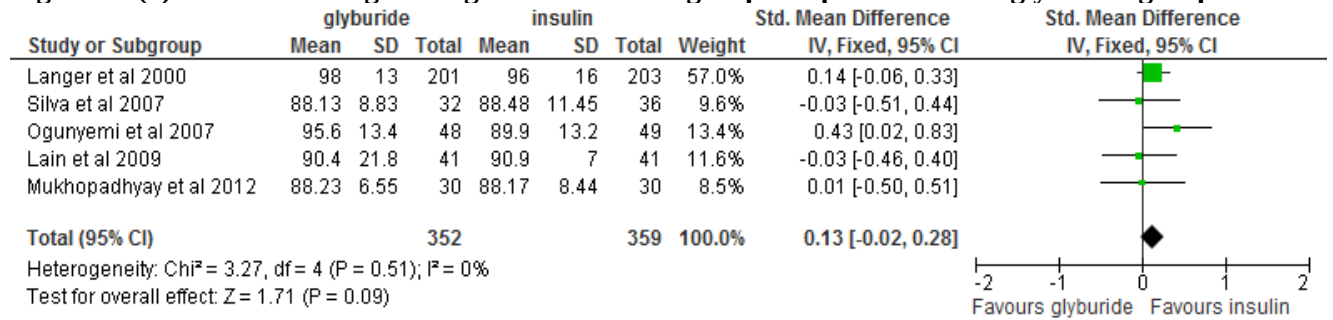 glyburide insulin Std. Mean Difference Std. Mean Difference
Study or Subgroup Mean SD Total Mean SD Total Weight IV, Fixed, 95% CI IV, Fixed, 95% CI
Langer et al 2000 98 13 201 96 16 203 57.0% 0.14 [-0.06, 0.33]
Silva et al 2007 88.13 8.83 32 88.48 11.45 36 9.6% -0.03 [-0.51, 0.44]
Ogunyemi et al 2007 95.6 13.4 48 89.9 13.2 49 13.4% 0.43 [0.02, 0.83]
Lain et al 2009 90.4 21.8 41 90.9 7 41 11.6% -0.03 [-0.46, 0.40]
Mukhopadhyay et al 2012 88.23 6.55 30 88.17 8.44 30 8.5% 0.01 [-0.50, 0.51]
Total (95% CI) 352 359 100.0% 0.13 [-0.02, 0.28]
Heterogeneity: Chi² = 3.27, df = 4 (P = 0.51); I² = 0%
Test for overall effect: Z = 1.71 (P = 0.09)
-2 -1 0 1 2
Favours glyburide Favours insulin